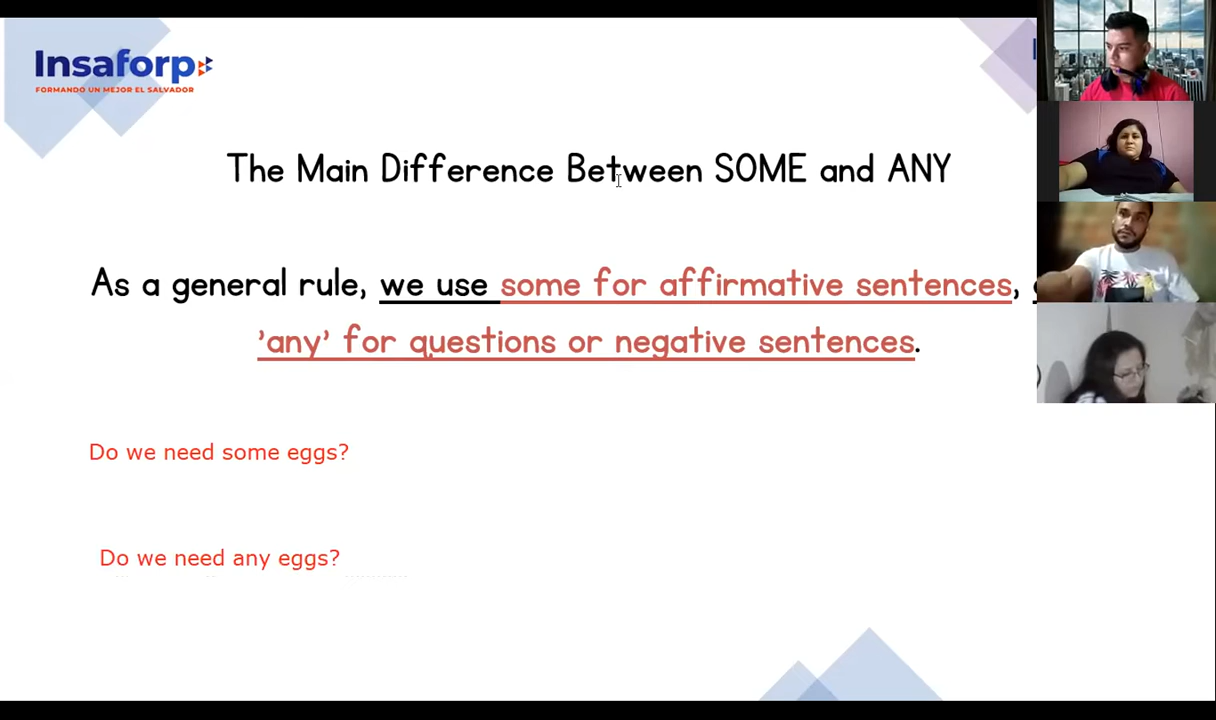 Insaforp
FORMANDO UN MEJOR EL SALVADOR
The Main Difference Between SOME and ANY
As a general rule, we use some for affirmative sentences,
'any' for questions or negative sentences.
Do we need some eggs?
Do we need any eggs?